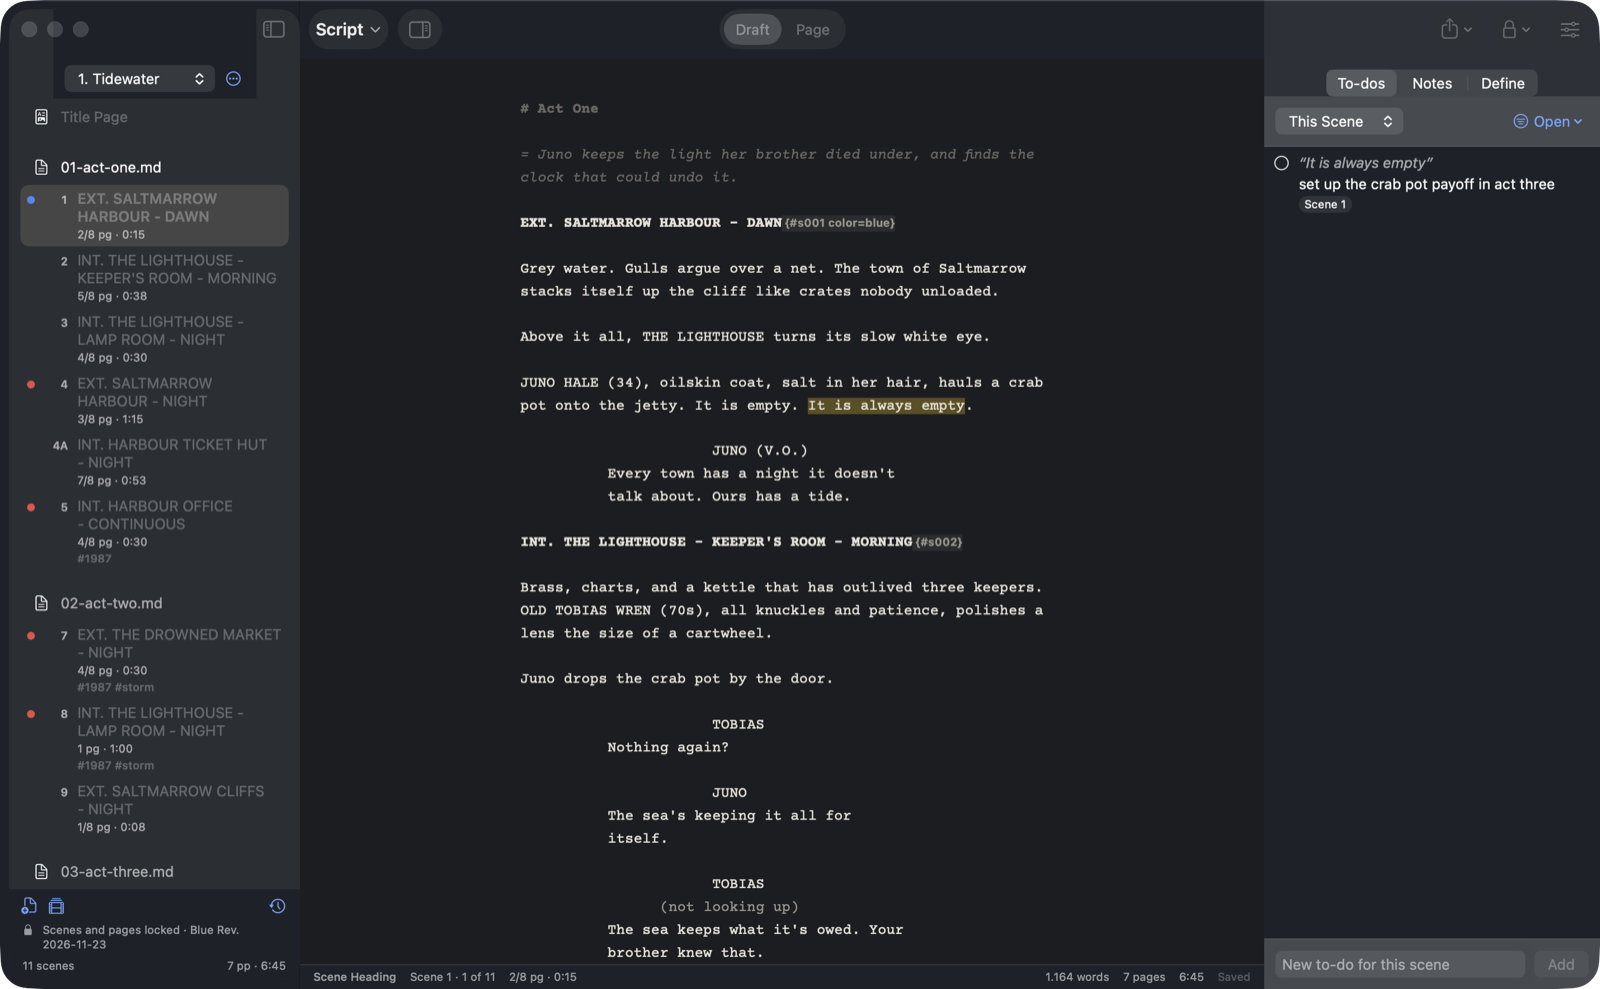 Script
Draft
Page
1. Tidewater
Title Page
01-act-one.md
1 EXT. SALTMARROW
HARBOUR - DAWN
2/8 pg · 0:15
2 INT. THE LIGHTHOUSE -
KEEPER'S ROOM - MORNING
5/8 pg · 0:38
3 INT. THE LIGHTHOUSE -
LAMP ROOM - NIGHT
4/8 pg · 0:30
4 EXT. SALTMARROW
HARBOUR - NIGHT
3/8 pg · 1:15
4A INT. HARBOUR TICKET HUT
- NIGHT
7/8 pg · 0:53
5 INT. HARBOUR OFFICE
- CONTINUOUS
4/8 pg · 0:30
#1987
02-act-two.md
7 EXT. THE DROWNED MARKET
- NIGHT
4/8 pg · 0:30
#1987 #storm
8 INT. THE LIGHTHOUSE -
LAMP ROOM - NIGHT
1 pg · 1:00
#1987 #storm
9 EXT. SALTMARROW CLIFFS
- NIGHT
1/8 pg · 0:08
03-act-three.md
Scenes and pages locked · Blue Rev.
2026-11-23
11 scenes
7 pp · 6:45
# Act One
= Juno keeps the light her brother died under, and finds the
clock that could undo it.
EXT. SALTMARROW HARBOUR - DAWN {#s001 color=blue}
Grey water. Gulls argue over a net. The town of Saltmarrow
stacks itself up the cliff like crates nobody unloaded.
Above it all, THE LIGHTHOUSE turns its slow white eye.
JUNO HALE (34), oilskin coat, salt in her hair, hauls a crab
pot onto the jetty. It is empty. It is always empty.
JUNO (V.O.)
Every town has a night it doesn't
talk about. Ours has a tide.
INT. THE LIGHTHOUSE - KEEPER'S ROOM - MORNING {#s002}
Brass, charts, and a kettle that has outlived three keepers.
OLD TOBIAS WREN (70s), all knuckles and patience, polishes a
lens the size of a cartwheel.
Juno drops the crab pot by the door.
TOBIAS
Nothing again?
JUNO
The sea's keeping it all for
itself.
TOBIAS
(not looking up)
The sea keeps what it's owed. Your
brother knew that.
Scene Heading
Scene 1 · 1 of 11
2/8 pg · 0:15
1.164 words
7 pages
6:45
Saved
To-dos
Notes
Define
This Scene
Open
“It is always empty”
set up the crab pot payoff in act three
Scene 1
New to-do for this scene
Add